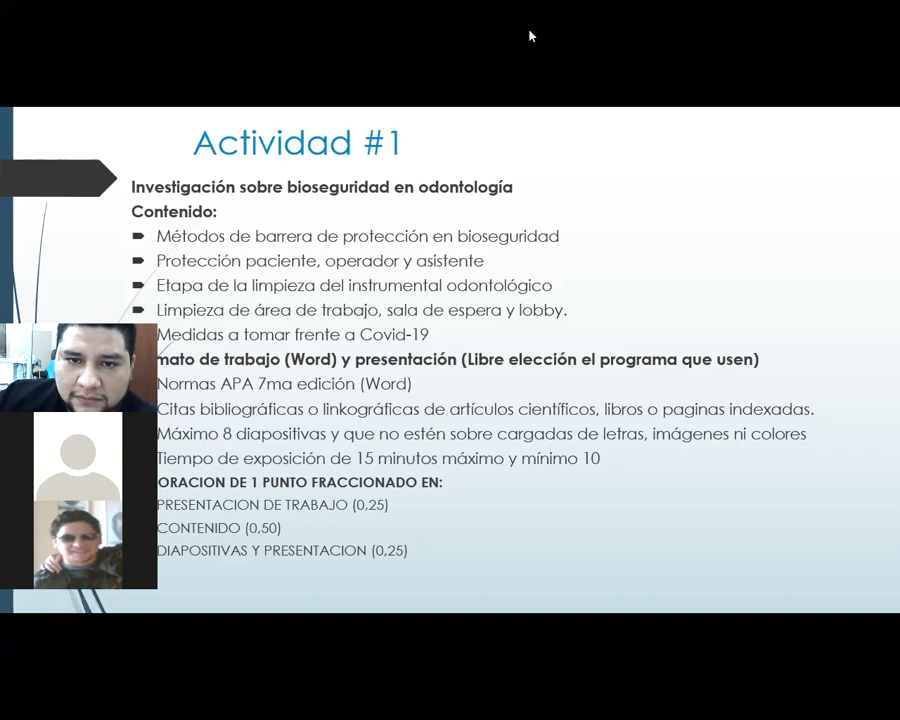 Actividad #1
Investigación sobre bioseguridad en odontología
Contenido:
Métodos de barrera de protección en bioseguridad
Protección paciente, operador y asistente
Etapa de la limpieza del instrumental odontológico
Limpieza de área de trabajo, sala de espera y lobby.
Medidas a tomar frente a Covid-19
mato de trabajo (Word) y presentación (Libre elección el programa que usen)
Normas APA 7ma edición (Word)
Citas bibliográficas o linkográficas de artículos científicos, libros o paginas indexadas.
Máximo 8 diapositivas y que no estén sobre cargadas de letras, imágenes ni colores
Tiempo de exposición de 15 minutos máximo y mínimo 10
ORACION DE 1 PUNTO FRACCIONADO EN:
PRESENTACION DE TRABAJO (0,25)
CONTENIDO (0,50)
DIAPOSITIVAS Y PRESENTACION (0,25)